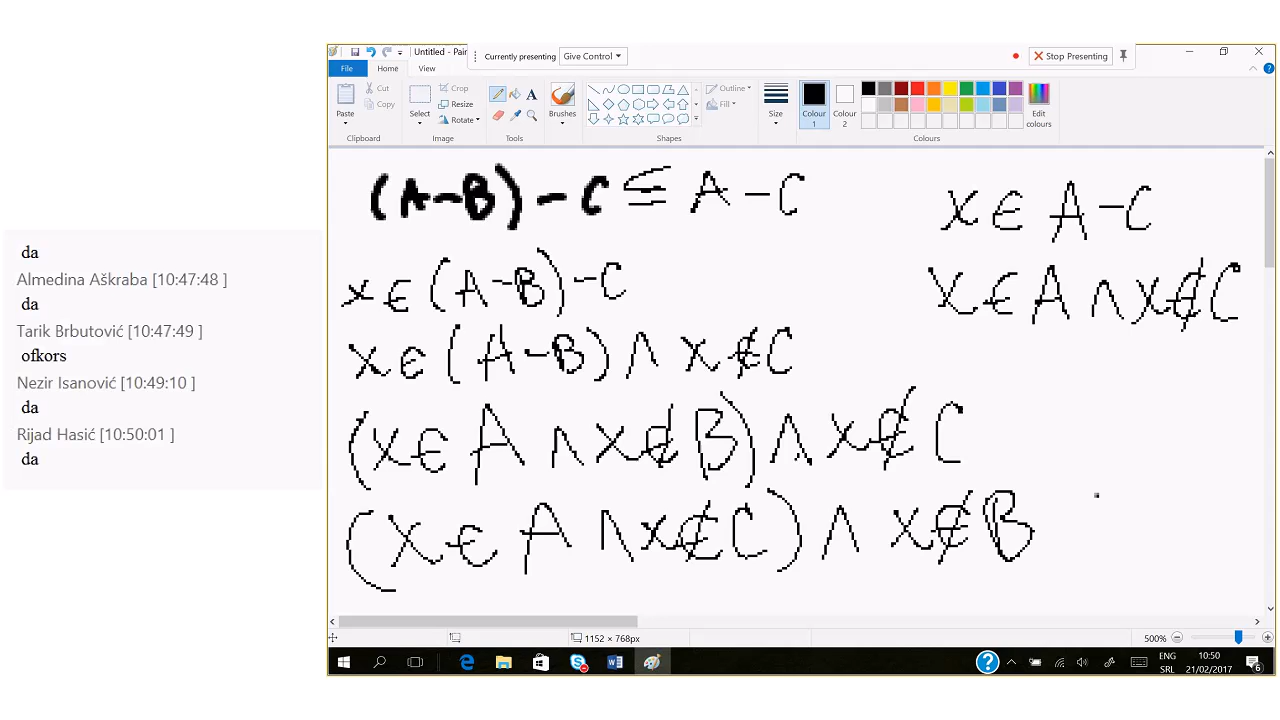 Untitled - Pain
Currently presenting
Give Control
Stop Presenting
File
Home
View
Paste
Cut
Copy
Clipboard
Select
Crop
Resize
Rotate
Image
A
Tools
Brushes
Outline
Fill
Shapes
Size
Colour 1
Colour 2
Edit colours
Colours
(A-B)-C⊆A-C
x∈(A-B)-C
x∈(A-B)∧x∉C
(x∈A∧x∉B)∧x∉C
(x∈A∧x∉C)∧x∉B
x∈A-C
x∈A∧x∉C
da
Almedina Aškraba [10:47:48 ]
da
Tarik Brbutović [10:47:49 ]
ofkors
Nezir Isanović [10:49:10 ]
da
Rijad Hasić [10:50:01 ]
da
1152 × 768px
500%
ENG
SRL
10:50
21/02/2017
6